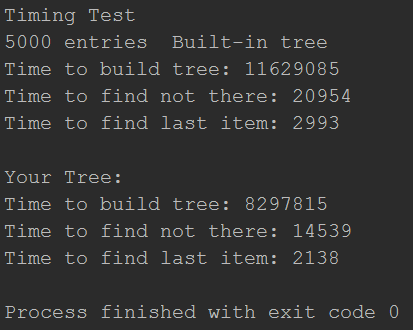 Timing Test
5000 entries  Built-in tree
Time to build tree: 11629085
Time to find not there: 20954
Time to find last item: 2993

Your Tree:
Time to build tree: 8297815
Time to find not there: 14539
Time to find last item: 2138

Process finished with exit code 0